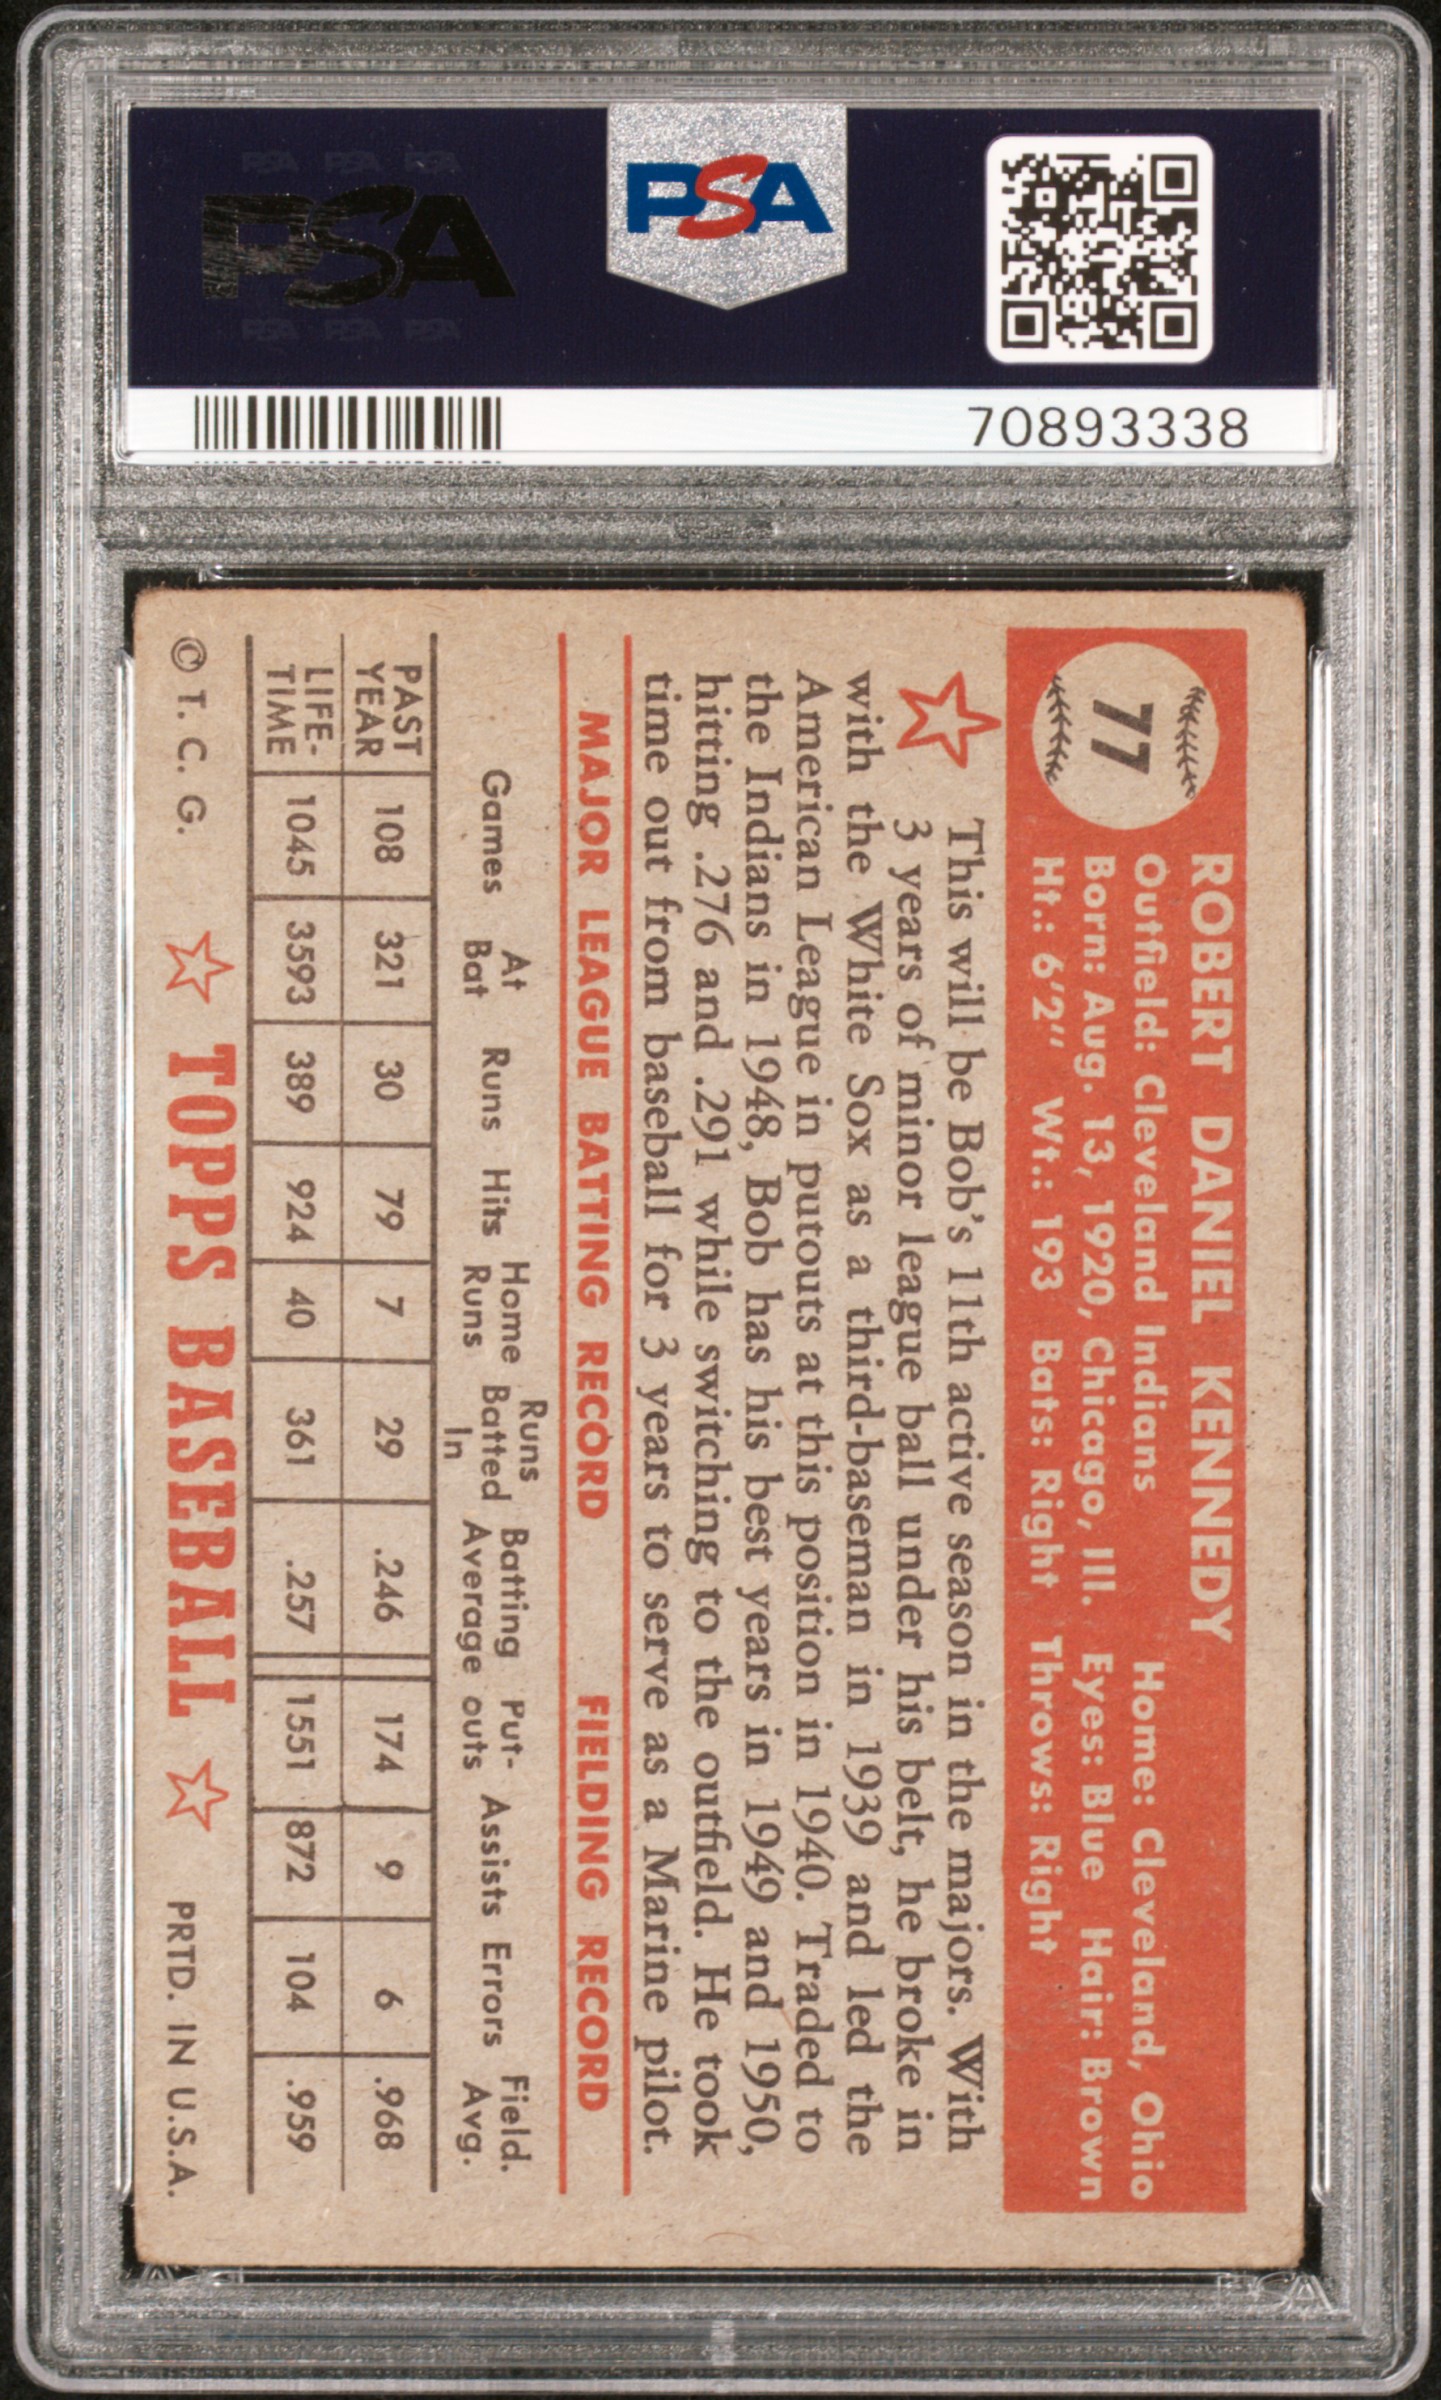 PSA PSA PSA
PSA
PSA PSA PSA
PSA
70893338
77
ROBERT DANIEL KENNEDY
Outfield: Cleveland Indians Home: Cleveland, Ohio
Born: Aug. 13, 1920, Chicago, Ill. Eyes: Blue Hair: Brown
Ht.: 6'2" Wt.: 193 Bats: Right Throws: Right
This will be Bob's 11th active season in the majors. With
3 years of minor league ball under his belt, he broke in
with the White Sox as a third-baseman in 1939 and led the
American League in putouts at this position in 1940. Traded to
the Indians in 1948, Bob has his best years in 1949 and 1950,
hitting .276 and .291 while switching to the outfield. He took
time out from baseball for 3 years to serve as a Marine pilot.
MAJOR LEAGUE BATTING RECORD FIELDING RECORD
Games At Bat Runs Hits Home Runs Runs Batted In Batting Average Put-outs Assists Errors Field. Avg.
PAST YEAR 108 321 30 79 7 29 .246 174 9 6 .968
LIFE-TIME 1045 3593 389 924 40 361 .257 1551 872 104 .959
© T. C. G. TOPPS BASEBALL PRTD. IN U.S.A.
PSA